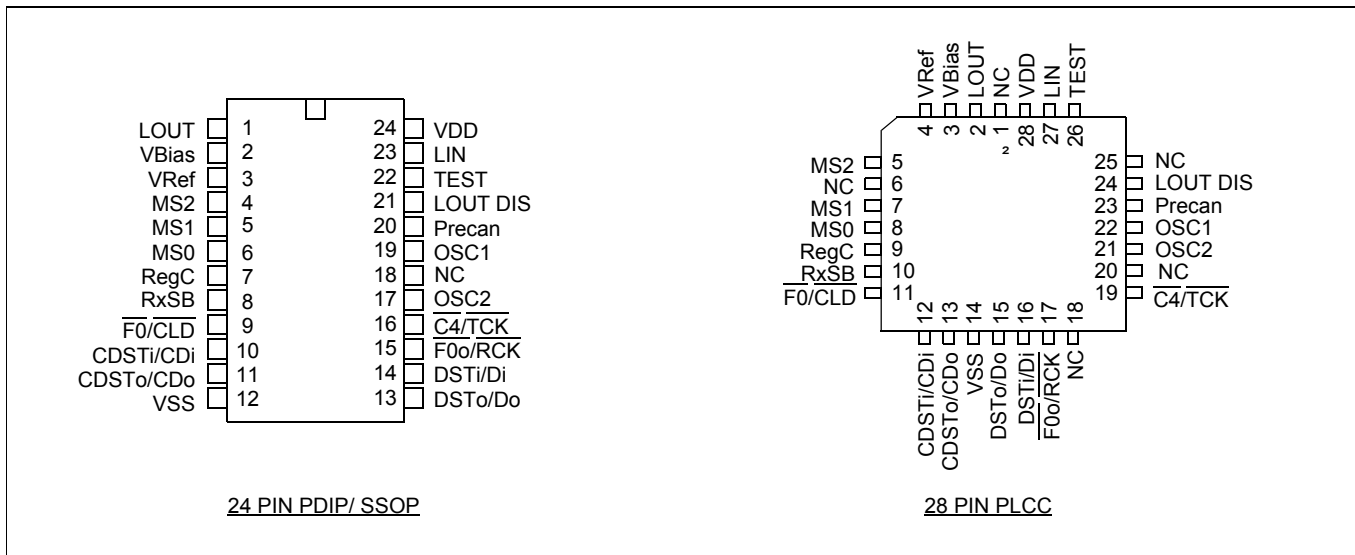 LOUT 1 24 VDD
VBias 2 23 LIN
VRef 3 22 TEST
MS2 4 21 LOUT DIS
MS1 5 20 Precan
MS0 6 19 OSC1
RegC 7 18 NC
RxSB 8 17 OSC2
F0/CLD 9 16 C4/TCK
CDSTi/CDi 10 15 F0o/RCK
CDSTo/CDo 11 14 DSTi/Di
VSS 12 13 DSTo/Do
24 PIN PDIP/ SSOP
VRef VBias LOUT NC VDD LIN TEST
4 3 2 1 28 27 26
2
MS2 5 25 NC
NC 6 24 LOUT DIS
MS1 7 23 Precan
MS0 8 22 OSC1
RegC 9 21 OSC2
RxSB 10 20 NC
F0/CLD 11 19 C4/TCK
12 13 14 15 16 17 18
CDSTi/CDi CDSTo/CDo VSS DSTo/Do DSTi/Di F0o/RCK NC
28 PIN PLCC